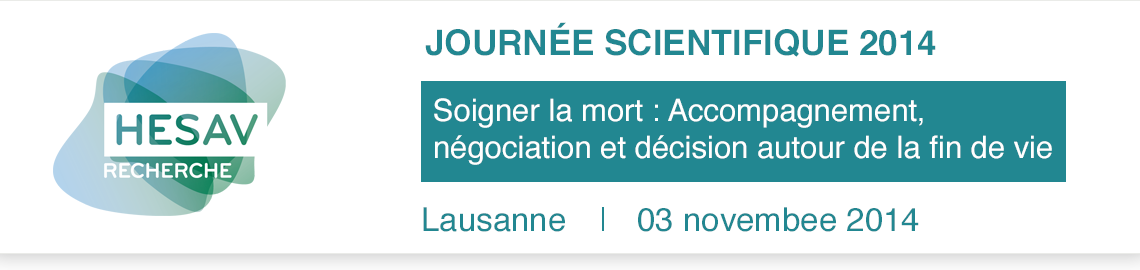 HESAV
RECHERCHE
JOURNÉE SCIENTIFIQUE 2014
Soigner la mort : Accompagnement,
négociation et décision autour de la fin de vie
Lausanne | 03 novembee 2014